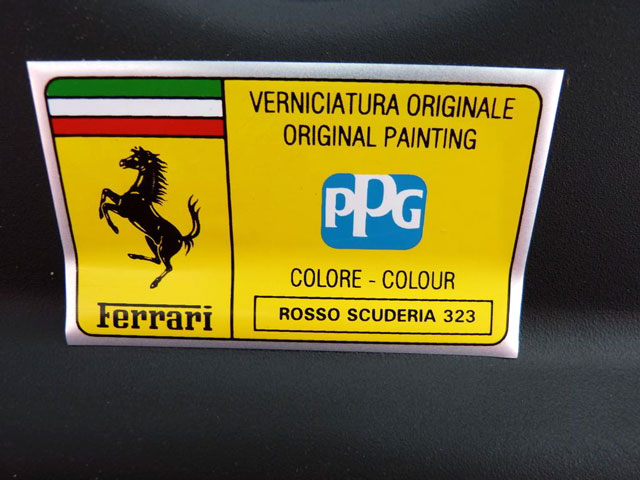 VERNICIATURA ORIGINALE
ORIGINAL PAINTING
PPG
COLORE - COLOUR
Ferrari
ROSSO SCUDERIA 323